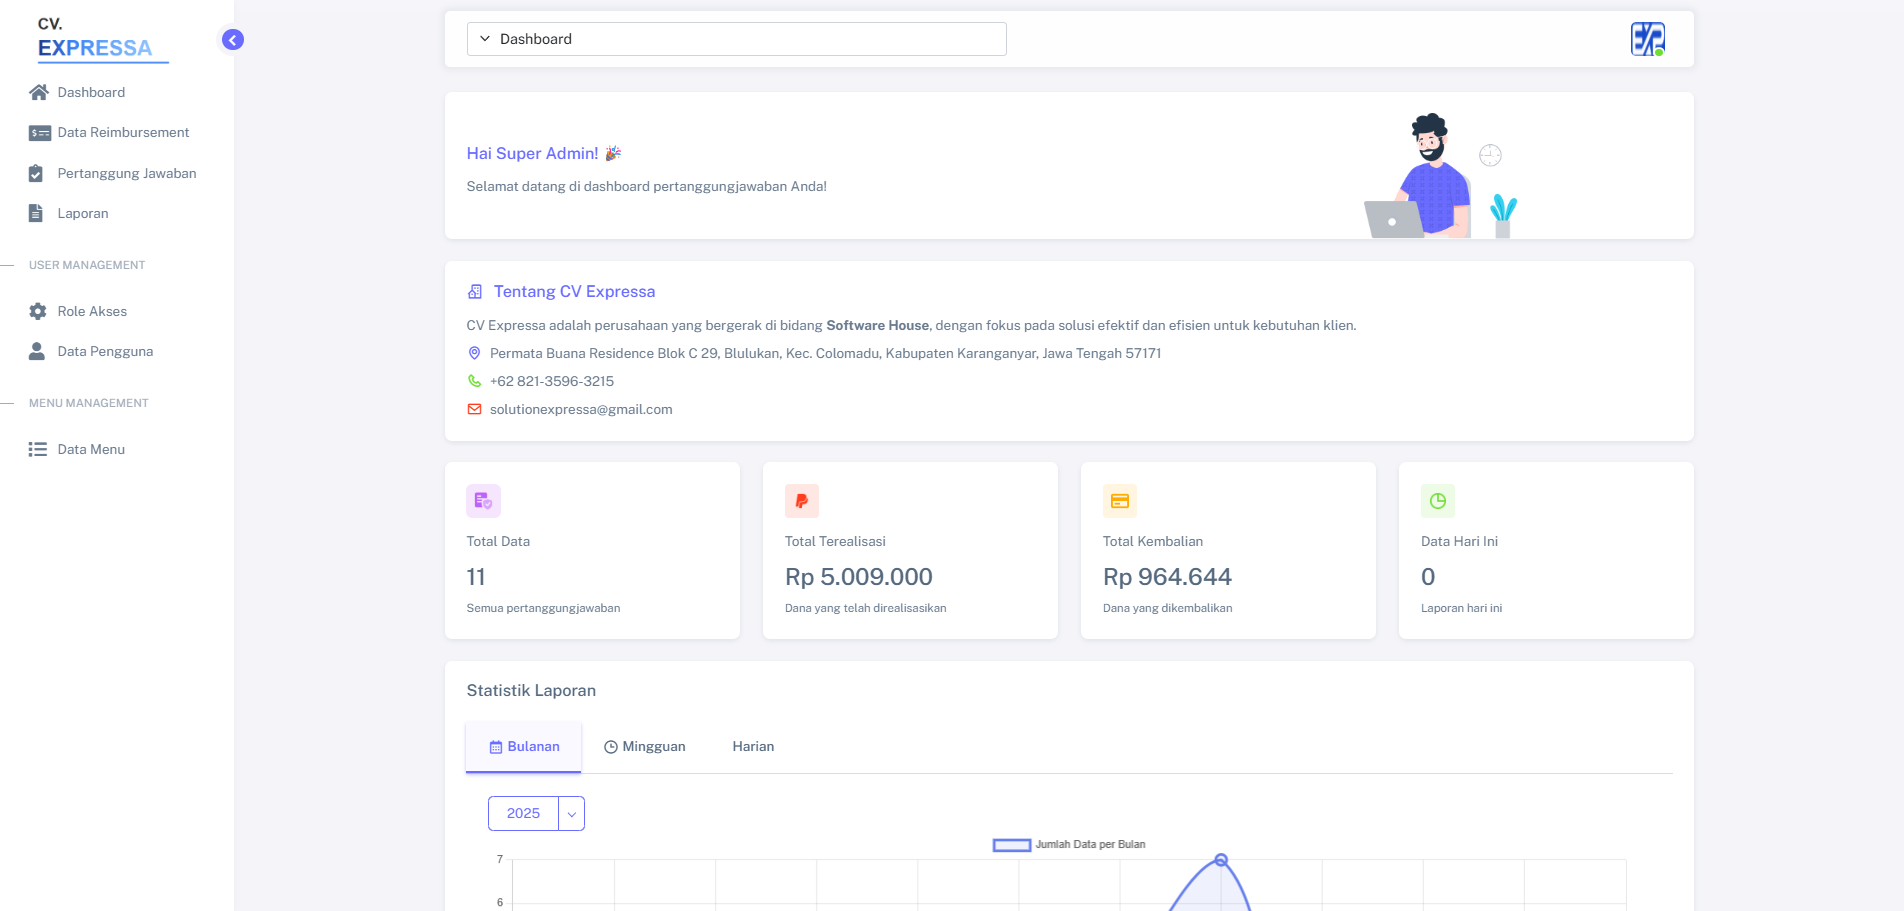 CV.
EXPRESSA
Dashboard
Data Reimbursement
Pertanggung Jawaban
Laporan
USER MANAGEMENT
Role Akses
Data Pengguna
MENU MANAGEMENT
Data Menu
Dashboard
Hai Super Admin! 🎉
Selamat datang di dashboard pertanggungjawaban Anda!
Tentang CV Expressa
CV Expressa adalah perusahaan yang bergerak di bidang Software House, dengan fokus pada solusi efektif dan efisien untuk kebutuhan klien.
Permata Buana Residence Blok C 29, Blulukan, Kec. Colomadu, Kabupaten Karanganyar, Jawa Tengah 57171
+62 821-3596-3215
solutionexpressa@gmail.com
Total Data
11
Semua pertanggungjawaban
Total Terealisasi
Rp 5.009.000
Dana yang telah direalisasikan
Total Kembalian
Rp 964.644
Dana yang dikembalikan
Data Hari Ini
0
Laporan hari ini
Statistik Laporan
Bulanan
Mingguan
Harian
2025
Jumlah Data per Bulan
7
6